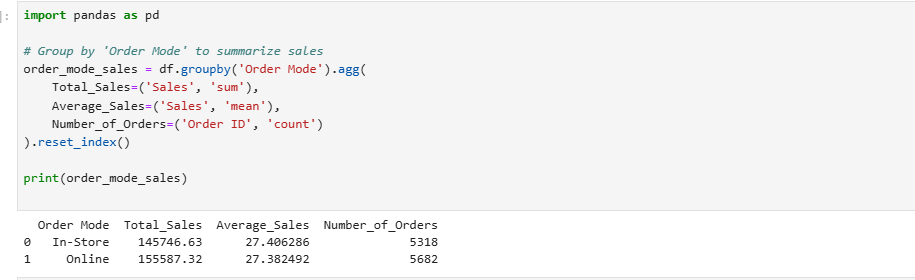 ]:
import pandas as pd
# Group by 'Order Mode' to summarize sales
order_mode_sales = df.groupby('Order Mode').agg(
    Total_Sales=('Sales', 'sum'),
    Average_Sales=('Sales', 'mean'),
    Number_of_Orders=('Order ID', 'count')
).reset_index()
print(order_mode_sales)
  Order Mode  Total_Sales  Average_Sales  Number_of_Orders
0   In-Store    145746.63      27.406286              5318
1     Online    155587.32      27.382492              5682